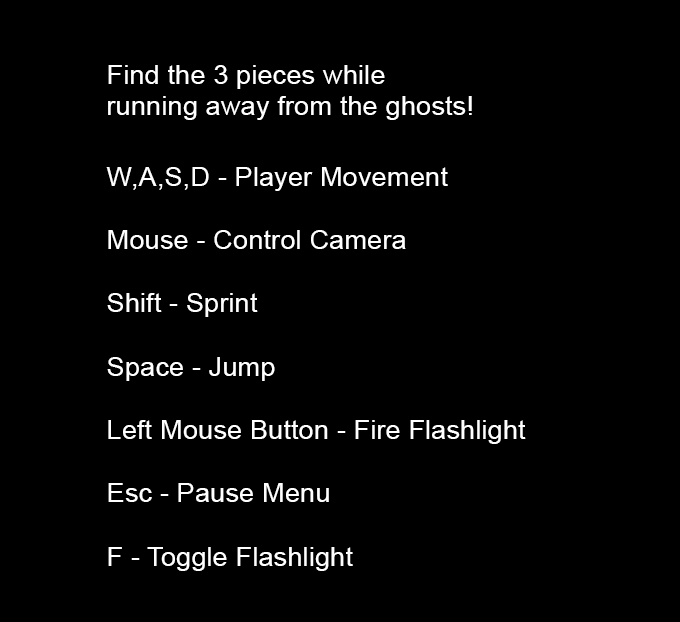 Find the 3 pieces while
running away from the ghosts!
W,A,S,D - Player Movement
Mouse - Control Camera
Shift - Sprint
Space - Jump
Left Mouse Button - Fire Flashlight
Esc - Pause Menu
F - Toggle Flashlight